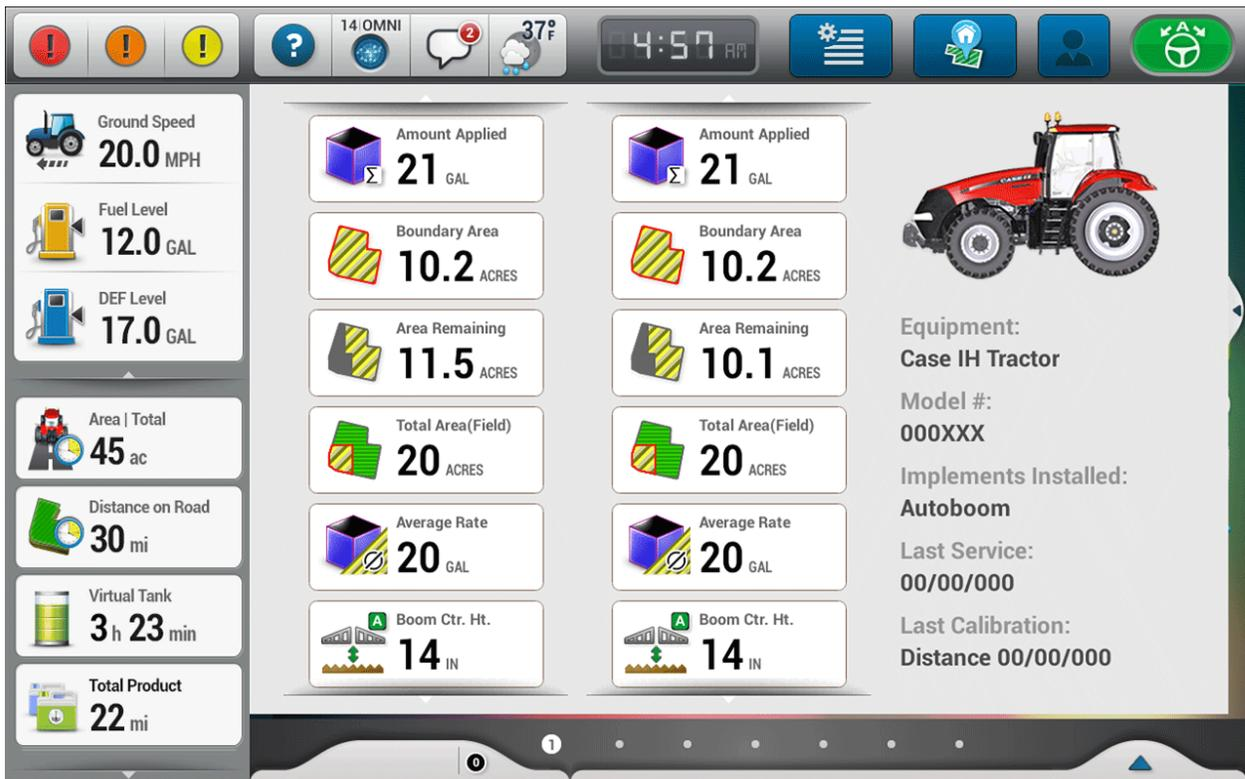 14 OMNI
2
37°F
4:57 AM
A
Ground Speed
20.0 MPH
Fuel Level
12.0 GAL
DEF Level
17.0 GAL
Area | Total
45 ac
Distance on Road
30 mi
Virtual Tank
3 h 23 min
Total Product
22 mi
Amount Applied
21 GAL
Σ
Boundary Area
10.2 ACRES
Area Remaining
11.5 ACRES
Total Area(Field)
20 ACRES
Average Rate
20 GAL
Boom Ctr. Ht.
A
14 IN
Amount Applied
21 GAL
Σ
Boundary Area
10.2 ACRES
Area Remaining
10.1 ACRES
Total Area(Field)
20 ACRES
Average Rate
20 GAL
Boom Ctr. Ht.
A
14 IN
CASE IH
Equipment:
Case IH Tractor
Model #:
000XXX
Implements Installed:
Autoboom
Last Service:
00/00/000
Last Calibration:
Distance 00/00/000
1
0